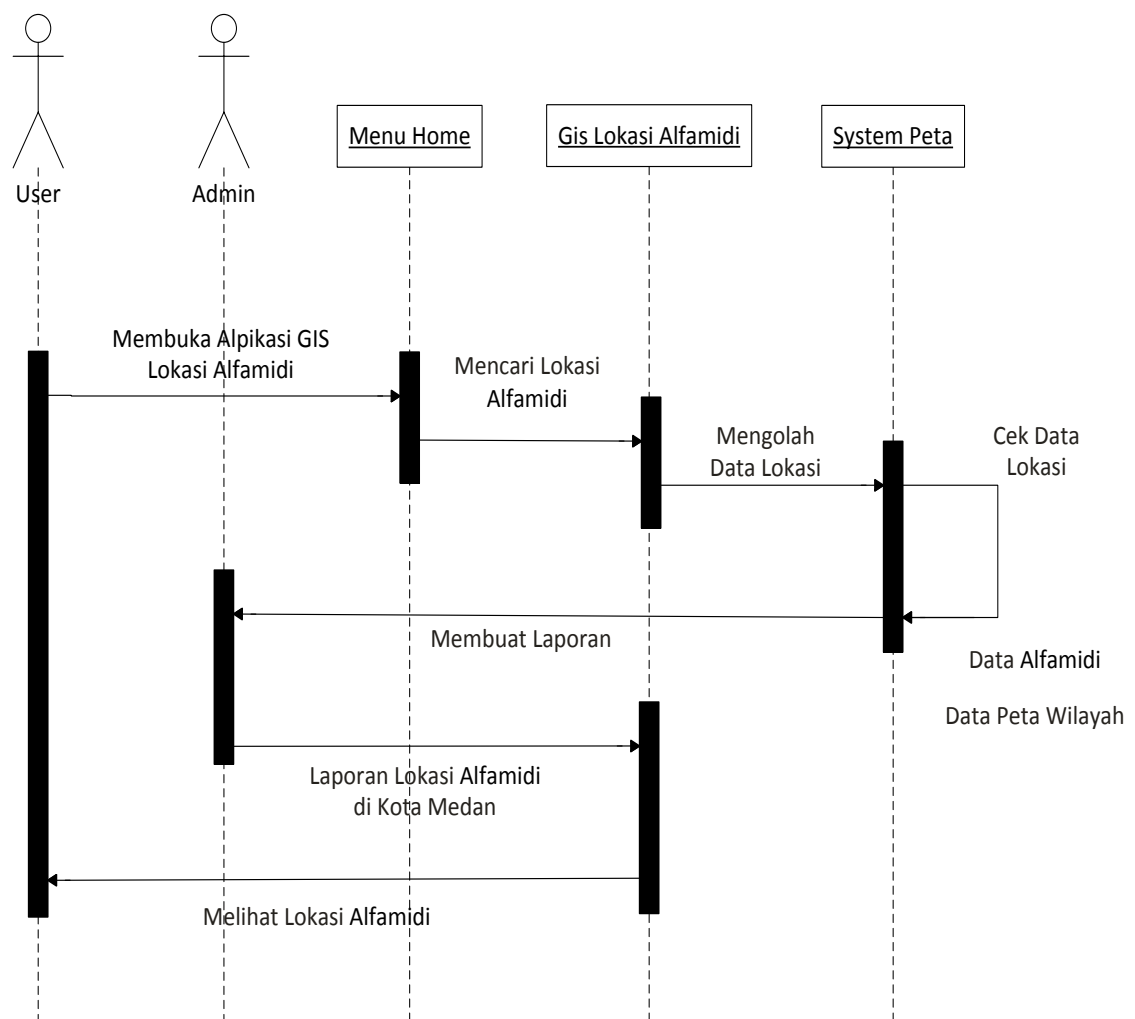 User
Admin
Menu Home
Gis Lokasi Alfamidi
System Peta
Membuka Alpikasi GIS
Lokasi Alfamidi
Mencari Lokasi
Alfamidi
Mengolah
Data Lokasi
Cek Data
Lokasi
Membuat Laporan
Data Alfamidi
Data Peta Wilayah
Laporan Lokasi Alfamidi
di Kota Medan
Melihat Lokasi Alfamidi